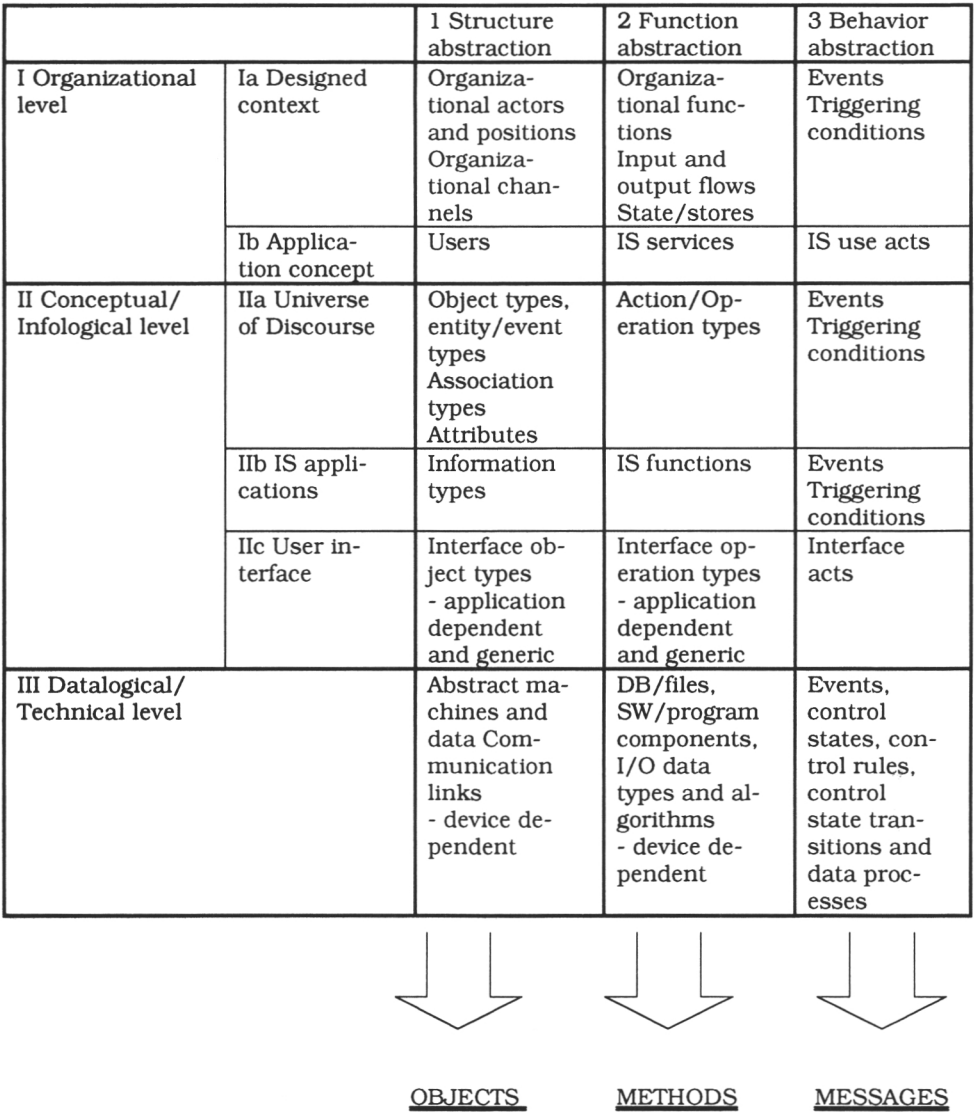 1 Structure
abstraction
2 Function
abstraction
3 Behavior
abstraction
I Organizational
level
Ia Designed
context
Organiza-
tional actors
and positions
Organiza-
tional chan-
nels
Organiza-
tional func-
tions
Input and
output flows
State/stores
Events
Triggering
conditions
Ib Applica-
tion concept
Users
IS services
IS use acts
II Conceptual/
Infological level
IIa Universe
of Discourse
Object types,
entity/event
types
Association
types
Attributes
Action/Op-
eration types
Events
Triggering
conditions
IIb IS appli-
cations
Information
types
IS functions
Events
Triggering
conditions
IIc User in-
terface
Interface ob-
ject types
- application
dependent
and generic
Interface op-
eration types
- application
dependent
and generic
Interface
acts
III Datalogical/
Technical level
Abstract ma-
chines and
data Com-
munication
links
- device de-
pendent
DB/files,
SW/program
components,
I/O data
types and al-
gorithms
- device de-
pendent
Events,
control
states, con-
trol rules,
control
state tran-
sitions and
data proc-
esses
OBJECTS
METHODS
MESSAGES